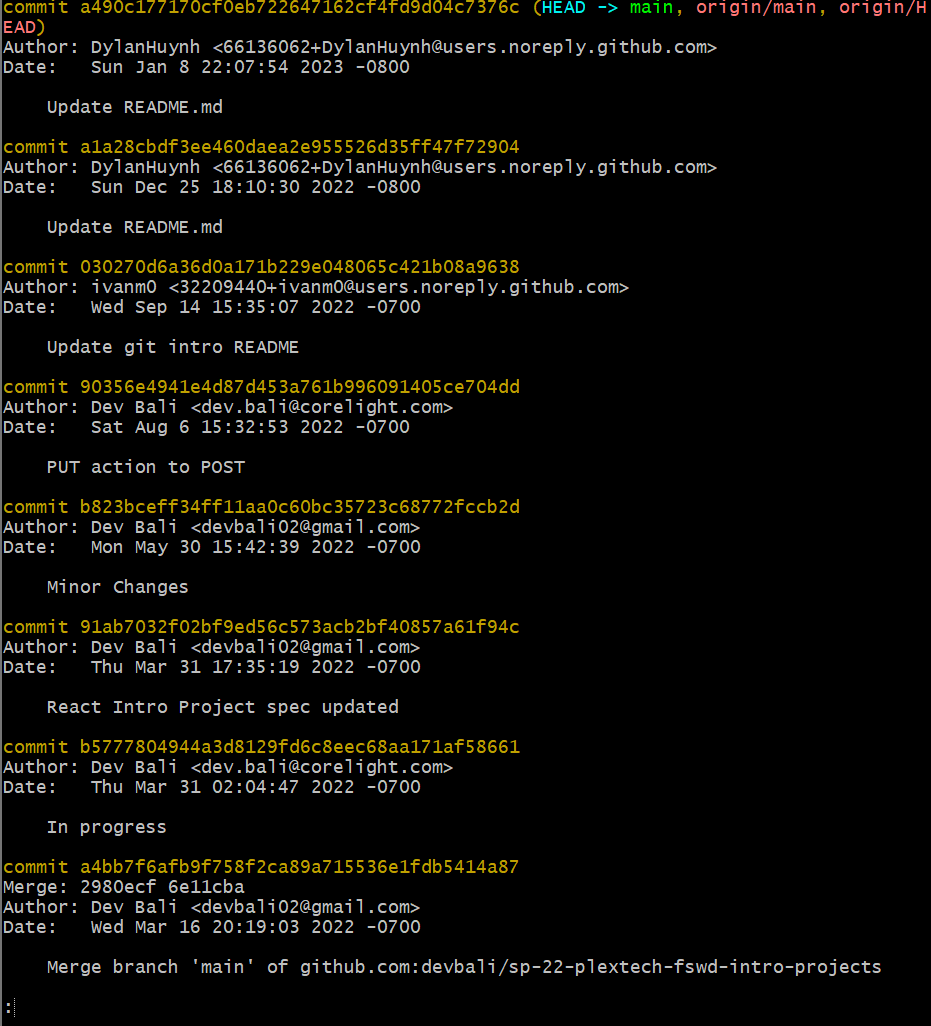 commit a490c177170cf0eb722647162cf4fd9d04c7376c (HEAD -> main, origin/main, origin/H
EAD)
Author: DylanHuynh <66136062+DylanHuynh@users.noreply.github.com>
Date:   Sun Jan 8 22:07:54 2023 -0800
    Update README.md
commit a1a28cbdf3ee460daea2e955526d35ff47f72904
Author: DylanHuynh <66136062+DylanHuynh@users.noreply.github.com>
Date:   Sun Dec 25 18:10:30 2022 -0800
    Update README.md
commit 030270d6a36d0a171b229e048065c421b08a9638
Author: ivanm0 <32209440+ivanm0@users.noreply.github.com>
Date:   Wed Sep 14 15:35:07 2022 -0700
    Update git intro README
commit 90356e4941e4d87d453a761b996091405ce704dd
Author: Dev Bali <dev.bali@corelight.com>
Date:   Sat Aug 6 15:32:53 2022 -0700
    PUT action to POST
commit b823bceff34ff11aa0c60bc35723c68772fccb2d
Author: Dev Bali <devbali02@gmail.com>
Date:   Mon May 30 15:42:39 2022 -0700
    Minor Changes
commit 91ab7032f02bf9ed56c573acb2bf40857a61f94c
Author: Dev Bali <devbali02@gmail.com>
Date:   Thu Mar 31 17:35:19 2022 -0700
    React Intro Project spec updated
commit b5777804944a3d8129fd6c8eec68aa171af58661
Author: Dev Bali <dev.bali@corelight.com>
Date:   Thu Mar 31 02:04:47 2022 -0700
    In progress
commit a4bb7f6afb9f758f2ca89a715536e1fdb5414a87
Merge: 2980ecf 6e11cba
Author: Dev Bali <devbali02@gmail.com>
Date:   Wed Mar 16 20:19:03 2022 -0700
    Merge branch 'main' of github.com:devbali/sp-22-plextech-fswd-intro-projects
: